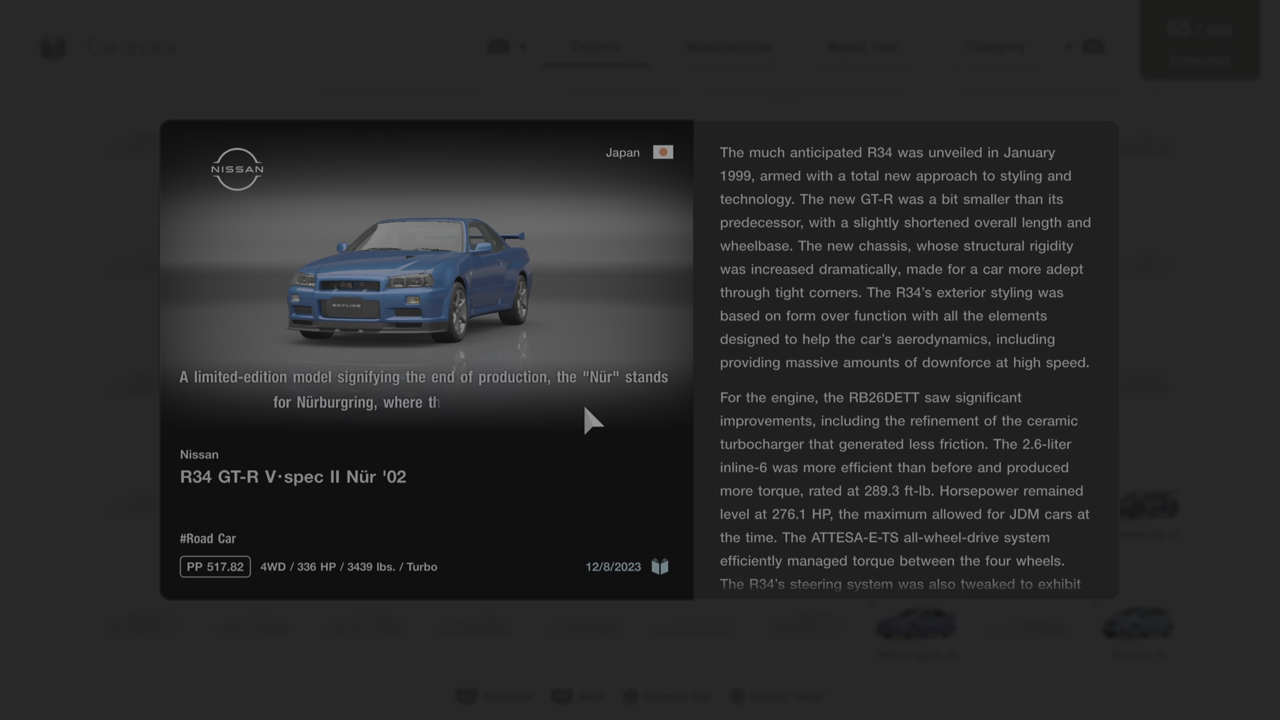 NISSAN
Japan
SKYLINE
A limited-edition model signifying the end of production, the "Nür" stands
for Nürburgring, where th
Nissan
R34 GT-R V·spec II Nür '02
#Road Car
PP 517.82 4WD / 336 HP / 3439 lbs. / Turbo
12/8/2023
The much anticipated R34 was unveiled in January
1999, armed with a total new approach to styling and
technology. The new GT-R was a bit smaller than its
predecessor, with a slightly shortened overall length and
wheelbase. The new chassis, whose structural rigidity
was increased dramatically, made for a car more adept
through tight corners. The R34's exterior styling was
based on form over function with all the elements
designed to help the car's aerodynamics, including
providing massive amounts of downforce at high speed.
For the engine, the RB26DETT saw significant
improvements, including the refinement of the ceramic
turbocharger that generated less friction. The 2.6-liter
inline-6 was more efficient than before and produced
more torque, rated at 289.3 ft-lb. Horsepower remained
level at 276.1 HP, the maximum allowed for JDM cars at
the time. The ATTESA-E-TS all-wheel-drive system
efficiently managed torque between the four wheels.
The R34's steering system was also tweaked to exhibit